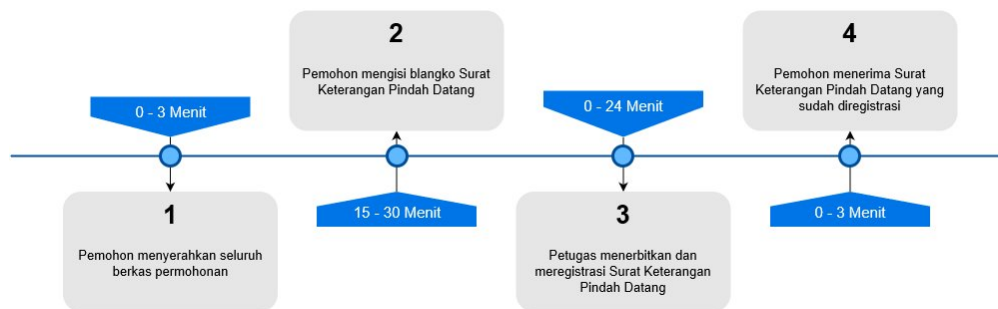 0 - 3 Menit
1
Pemohon menyerahkan seluruh
berkas permohonan
2
Pemohon mengisi blangko Surat
Keterangan Pindah Datang
15 - 30 Menit
0 - 24 Menit
3
Petugas menerbitkan dan
meregistrasi Surat Keterangan
Pindah Datang
4
Pemohon menerima Surat
Keterangan Pindah Datang yang
sudah diregistrasi
0 - 3 Menit